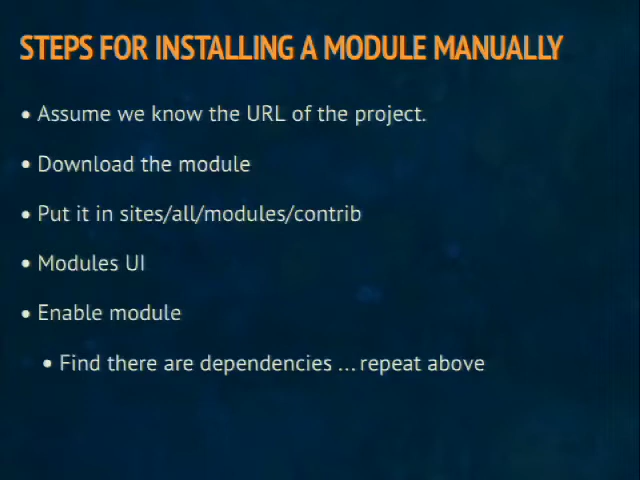 STEPS FOR INSTALLING A MODULE MANUALLY
• Assume we know the URL of the project.
• Download the module
• Put it in sites/all/modules/contrib
• Modules UI
• Enable module
• Find there are dependencies ... repeat above